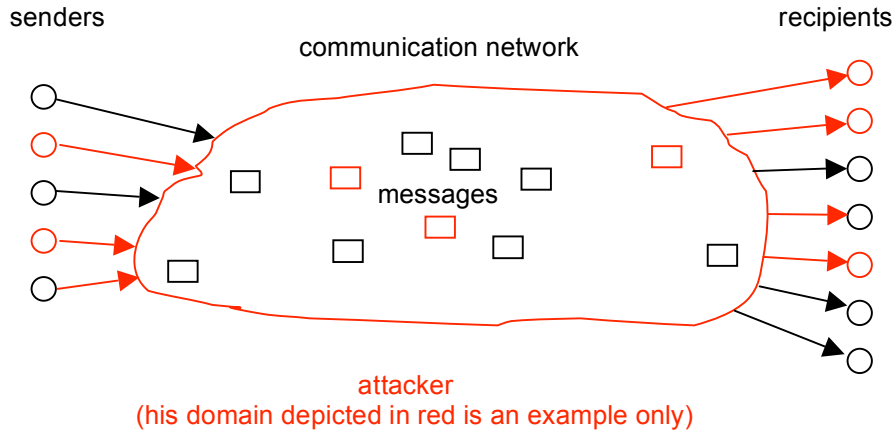 senders
recipients
communication network
messages
attacker
(his domain depicted in red is an example only)